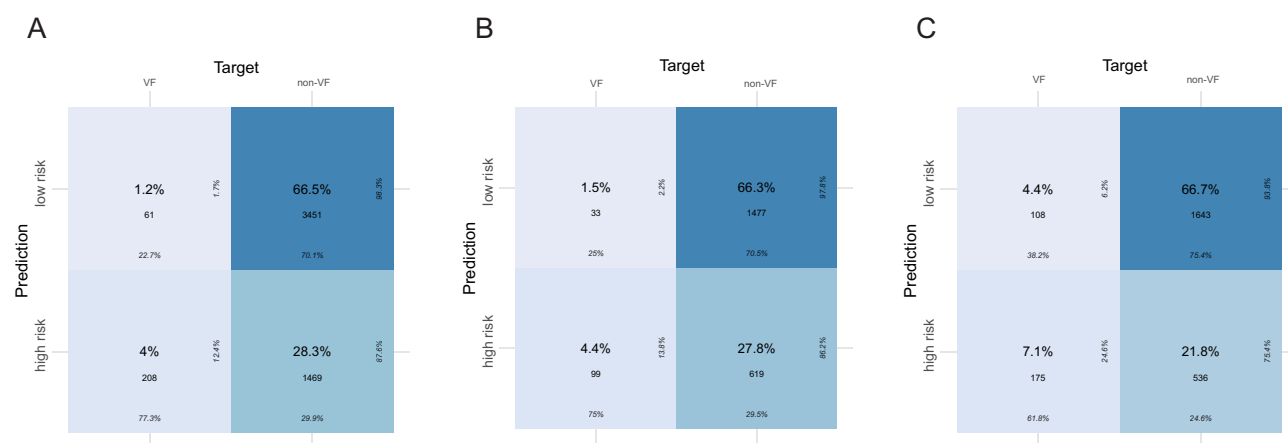 A
Target
VF
non-VF
Prediction
low risk
high risk
1.2%
61
22.7%
1.7%
66.5%
3451
70.1%
98.3%
4%
208
77.3%
12.4%
28.3%
1469
29.9%
87.6%
B
Target
VF
non-VF
Prediction
low risk
high risk
1.5%
33
25%
2.2%
66.3%
1477
70.5%
97.8%
4.4%
99
75%
13.8%
27.8%
619
29.5%
86.2%
C
Target
VF
non-VF
Prediction
low risk
high risk
4.4%
108
38.2%
6.2%
66.7%
1643
75.4%
93.8%
7.1%
175
61.8%
24.6%
21.8%
536
24.6%
75.4%